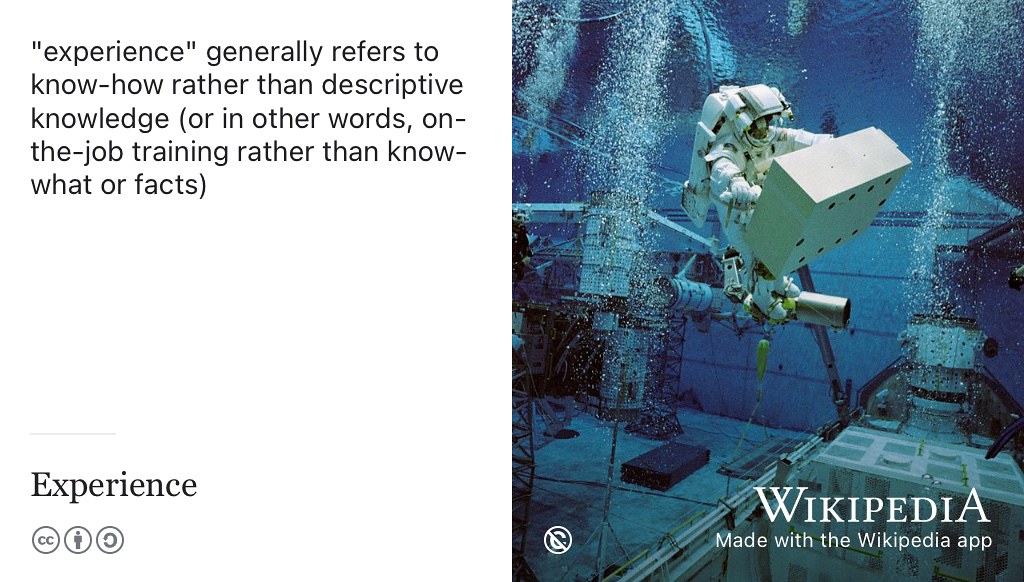 "experience" generally refers to
know-how rather than descriptive
knowledge (or in other words, on-
the-job training rather than know-
what or facts)
Experience
cc
WIKIPEDIA
Made with the Wikipedia app